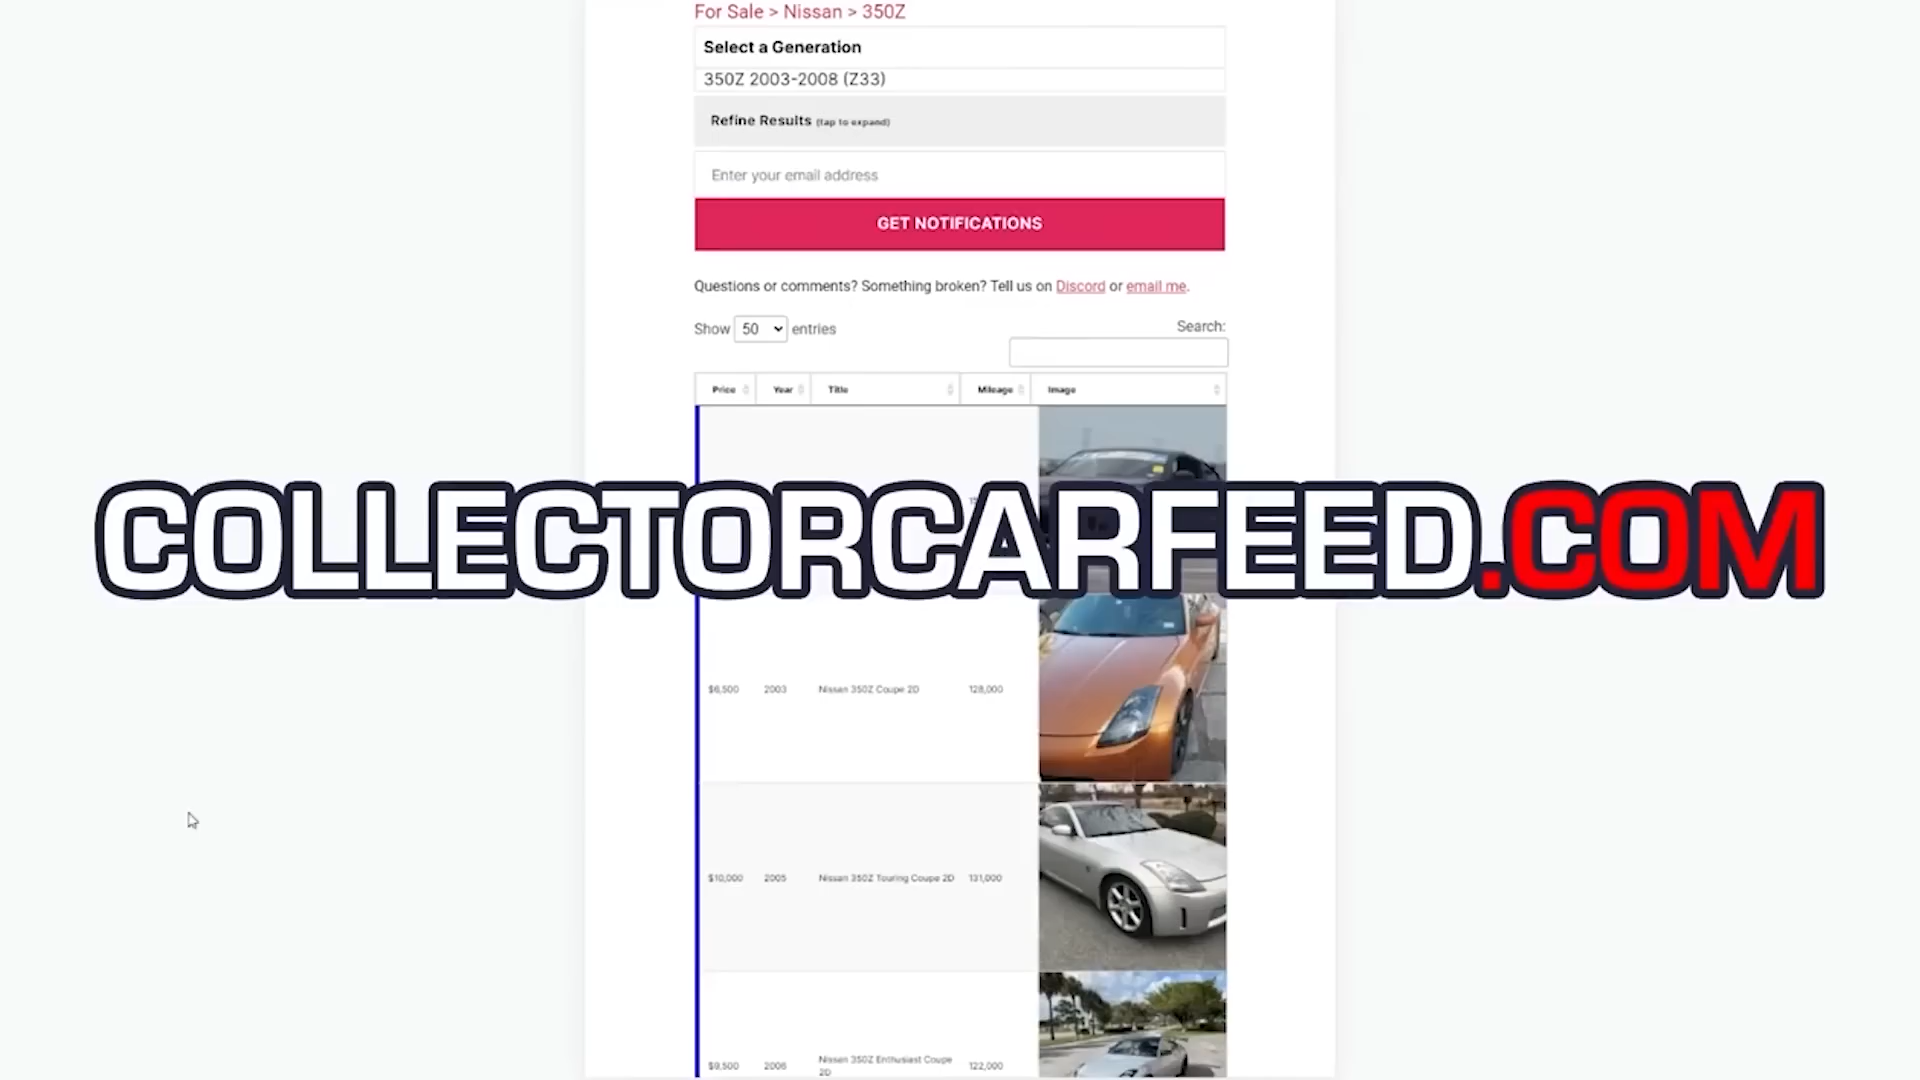 For Sale > Nissan > 350Z
Select a Generation
350Z 2003-2008 (Z33)
Refine Results (tap to expand)
Enter your email address
GET NOTIFICATIONS
Questions or comments? Something broken? Tell us on Discord or email me.
Show 50 entries
Search:
Price Year Title Mileage Image
COLLECTORCARFEED.COM
$6,500 2003 Nissan 350Z Coupe 2D 128,000
$10,000 2005 Nissan 350Z Touring Coupe 2D 131,000
$9,500 2006 Nissan 350Z Enthusiast Coupe 2D 122,000